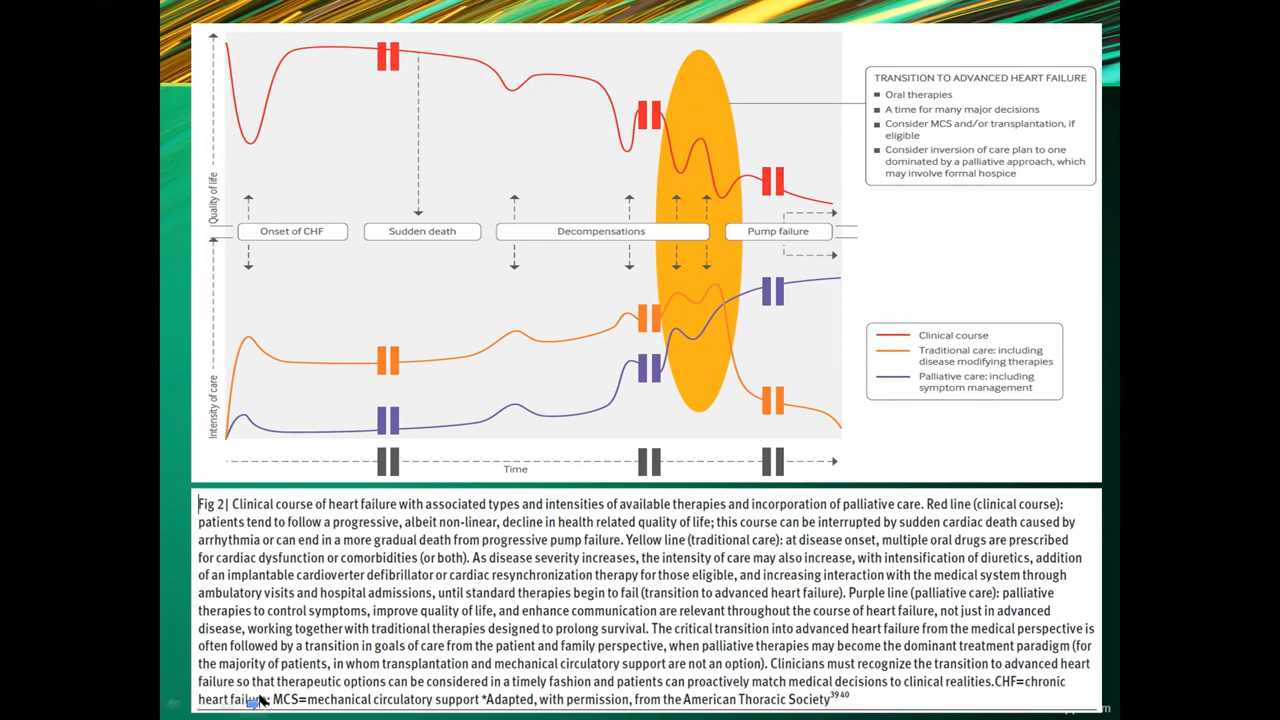 TRANSITION TO ADVANCED HEART FAILURE
Oral therapies
A time for many major decisions
Consider MCS and/or transplantation, if
eligible
Consider inversion of care plan to one
dominated by a palliative approach, which
may involve formal hospice
Quality of life
Onset of CHF
Sudden death
Decompensations
Pump failure
Intensity of care
Clinical course
Traditional care: including
disease modifying therapies
Palliative care: including
symptom management
Time
Fig 2| Clinical course of heart failure with associated types and intensities of available therapies and incorporation of palliative care. Red line (clinical course):
patients tend to follow a progressive, albeit non-linear, decline in health related quality of life; this course can be interrupted by sudden cardiac death caused by
arrhythmia or can end in a more gradual death from progressive pump failure. Yellow line (traditional care): at disease onset, multiple oral drugs are prescribed
for cardiac dysfunction or comorbidities (or both). As disease severity increases, the intensity of care may also increase, with intensification of diuretics, addition
of an implantable cardioverter defibrillator or cardiac resynchronization therapy for those eligible, and increasing interaction with the medical system through
ambulatory visits and hospital admissions, until standard therapies begin to fail (transition to advanced heart failure). Purple line (palliative care): palliative
therapies to control symptoms, improve quality of life, and enhance communication are relevant throughout the course of heart failure, not just in advanced
disease, working together with traditional therapies designed to prolong survival. The critical transition into advanced heart failure from the medical perspective is
often followed by a transition in goals of care from the patient and family perspective, when palliative therapies may become the dominant treatment paradigm (for
the majority of patients, in whom transplantation and mechanical circulatory support are not an option). Clinicians must recognize the transition to advanced heart
failure so that therapeutic options can be considered in a timely fashion and patients can proactively match medical decisions to clinical realities.CHF=chronic
heart failure; MCS=mechanical circulatory support *Adapted, with permission, from the American Thoracic Society39 40